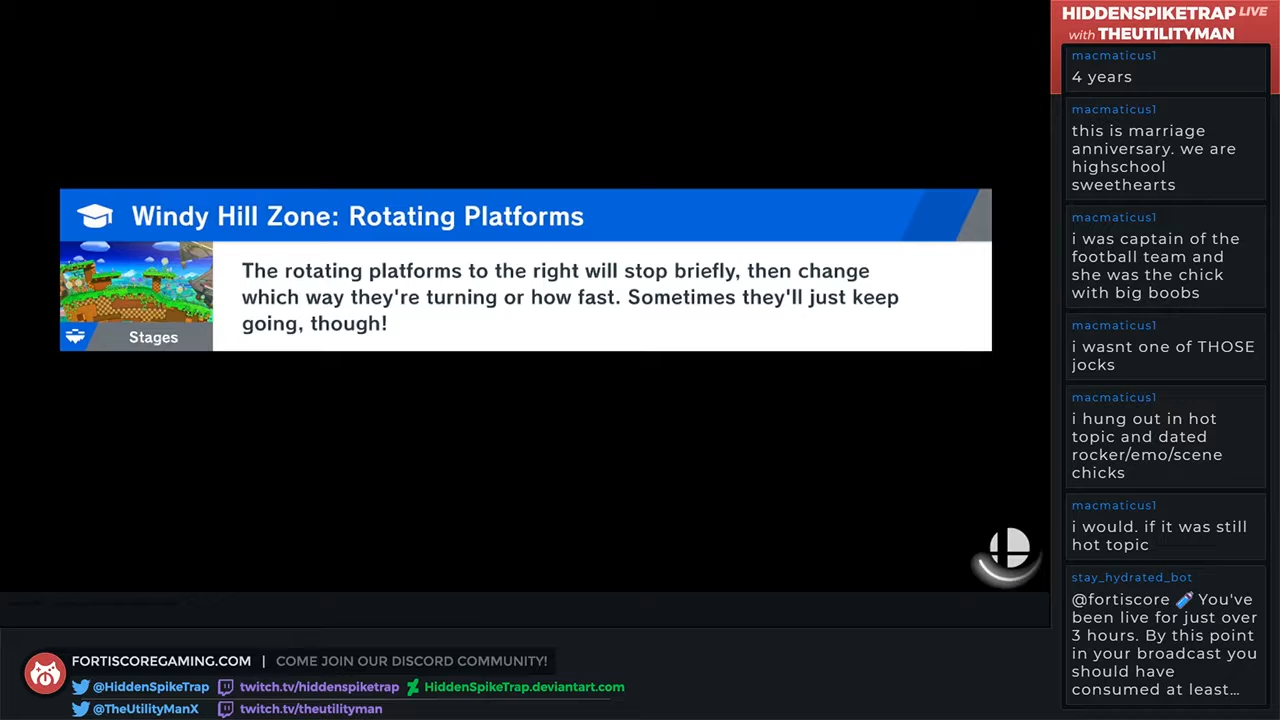 HIDDENSPIKETRAP LIVE
with THEUTILITYMAN
macmaticus1
4 years
macmaticus1
this is marriage
anniversary. we are
highschool
sweethearts
macmaticus1
i was captain of the
football team and
she was the chick
with big boobs
macmaticus1
i wasnt one of THOSE
jocks
macmaticus1
i hung out in hot
topic and dated
rocker/emo/scene
chicks
macmaticus1
i would. if it was still
hot topic
stay_hydrated_bot
@fortiscore You've
been live for just over
3 hours. By this point
in your broadcast you
should have
consumed at least...
Windy Hill Zone: Rotating Platforms
The rotating platforms to the right will stop briefly, then change
which way they're turning or how fast. Sometimes they'll just keep
going, though!
Stages
FORTISCOREGAMING.COM | COME JOIN OUR DISCORD COMMUNITY!
@HiddenSpikeTrap twitch.tv/hiddenspiketrap HiddenSpikeTrap.deviantart.com
@TheUtilityManX twitch.tv/theutilityman